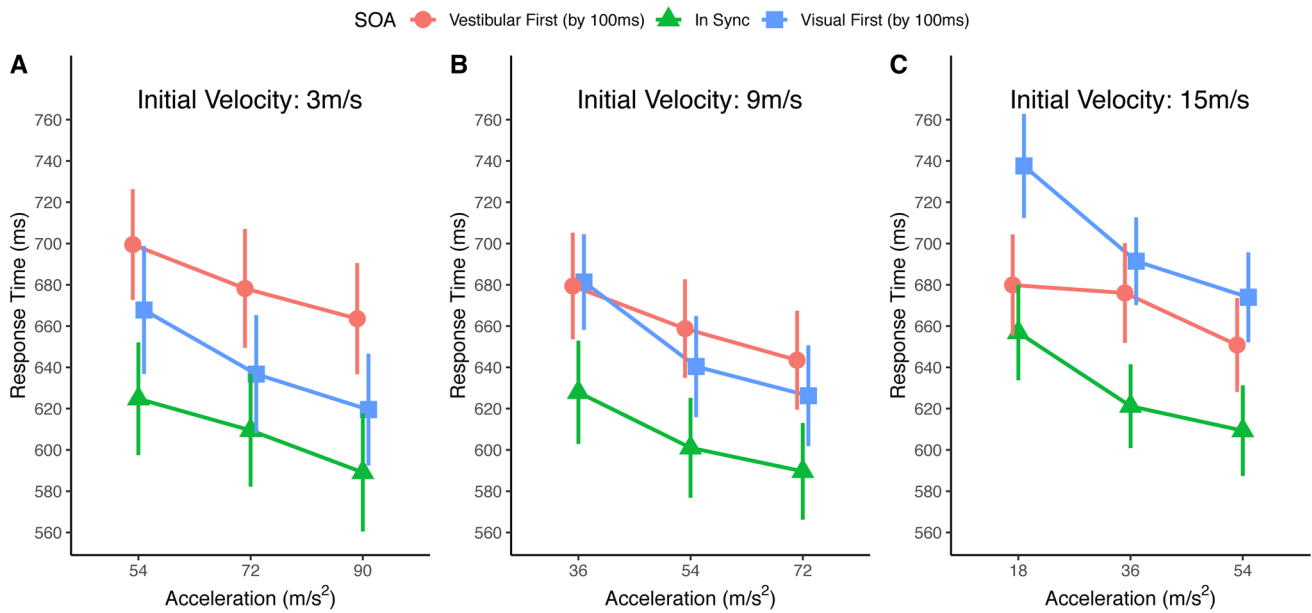 SOA Vestibular First (by 100ms) In Sync Visual First (by 100ms)
A
Initial Velocity: 3m/s
760
740
720
700
680
660
640
620
600
580
560
Response Time (ms)
54 72 90
Acceleration (m/s²)
B
Initial Velocity: 9m/s
760
740
720
700
680
660
640
620
600
580
560
Response Time (ms)
36 54 72
Acceleration (m/s²)
C
Initial Velocity: 15m/s
760
740
720
700
680
660
640
620
600
580
560
Response Time (ms)
18 36 54
Acceleration (m/s²)